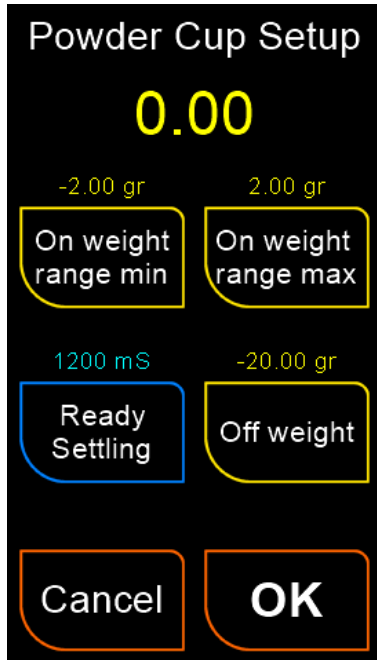 Powder Cup Setup
0.00
-2.00 gr
2.00 gr
On weight
range min
On weight
range max
1200 mS
-20.00 gr
Ready
Settling
Off weight
Cancel
OK